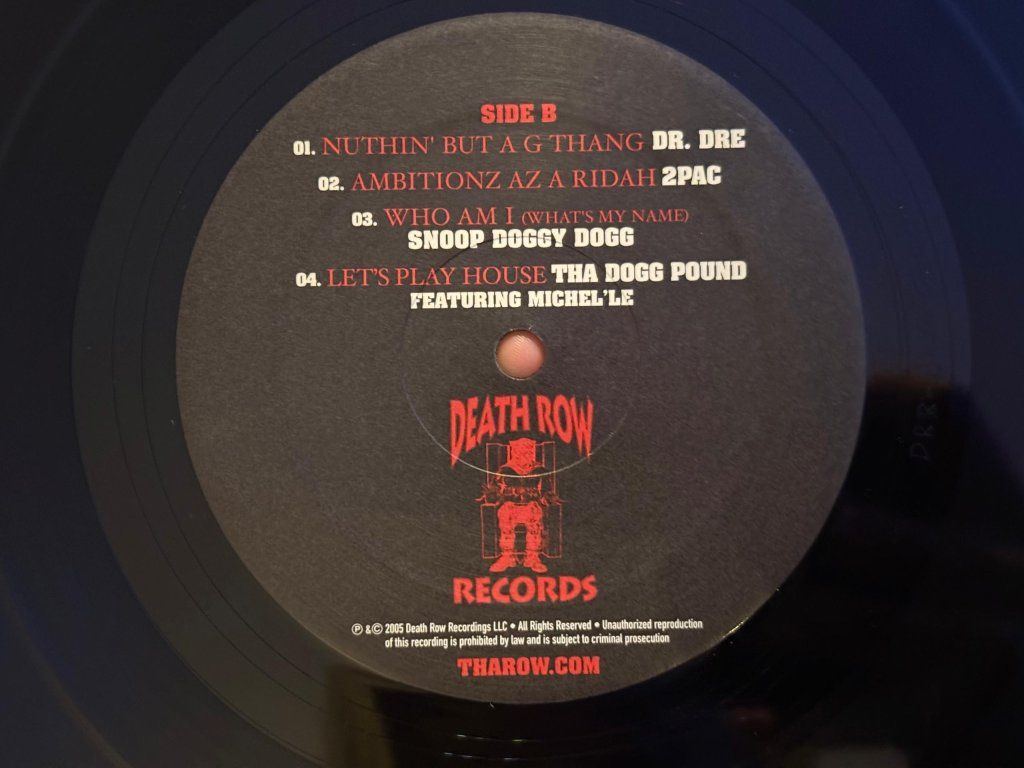 SIDE B
01. NUTHIN' BUT A G THANG DR. DRE
02. AMBITIONZ AZ A RIDAH 2PAC
03. WHO AM I (WHAT'S MY NAME)
SNOOP DOGGY DOGG
04. LET'S PLAY HOUSE THA DOGG POUND
FEATURING MICHEL'LE
DEATH ROW
RECORDS
℗ & © 2005 Death Row Recordings LLC • All Rights Reserved • Unauthorized reproduction
of this recording is prohibited by law and is subject to criminal prosecution
THAROW.COM